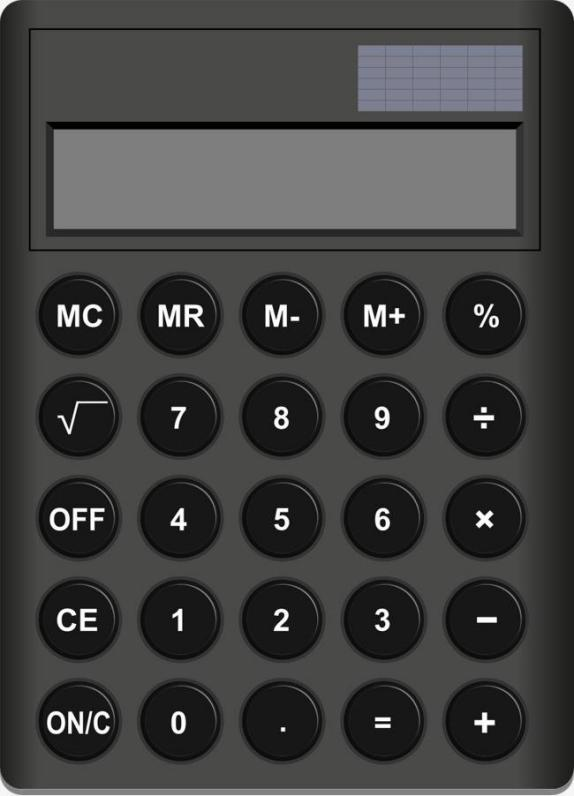 MC MR M- M+ %
√ 7 8 9 ÷
OFF 4 5 6 ×
CE 1 2 3 −
ON/C 0 . = +